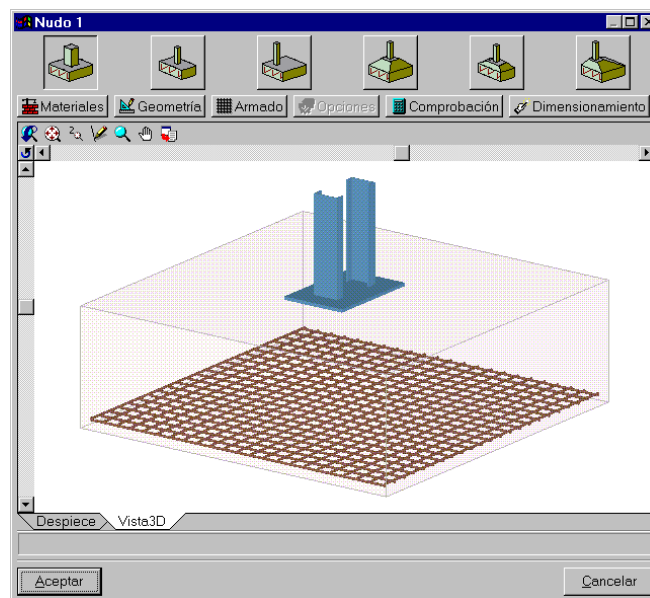 Nudo 1
Materiales Geometría Armado Opciones Comprobación Dimensionamiento
Despiece Vista3D
Aceptar Cancelar